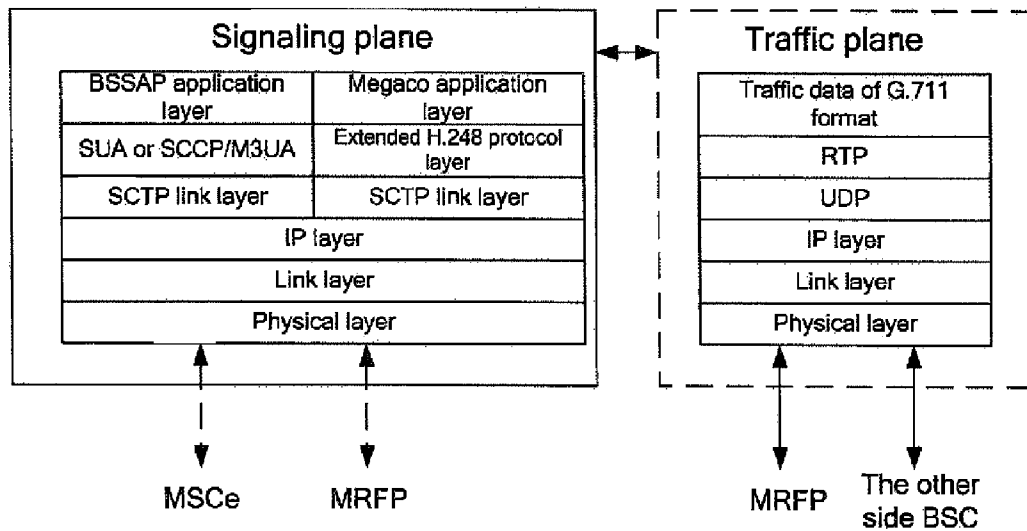 Signaling plane
BSSAP application
layer
Megaco application
layer
SUA or SCCP/M3UA
Extended H.248 protocol
layer
SCTP link layer
SCTP link layer
IP layer
Link layer
Physical layer
MSCe
MRFP
Traffic plane
Traffic data of G.711
format
RTP
UDP
IP layer
Link layer
Physical layer
MRFP
The other
side BSC